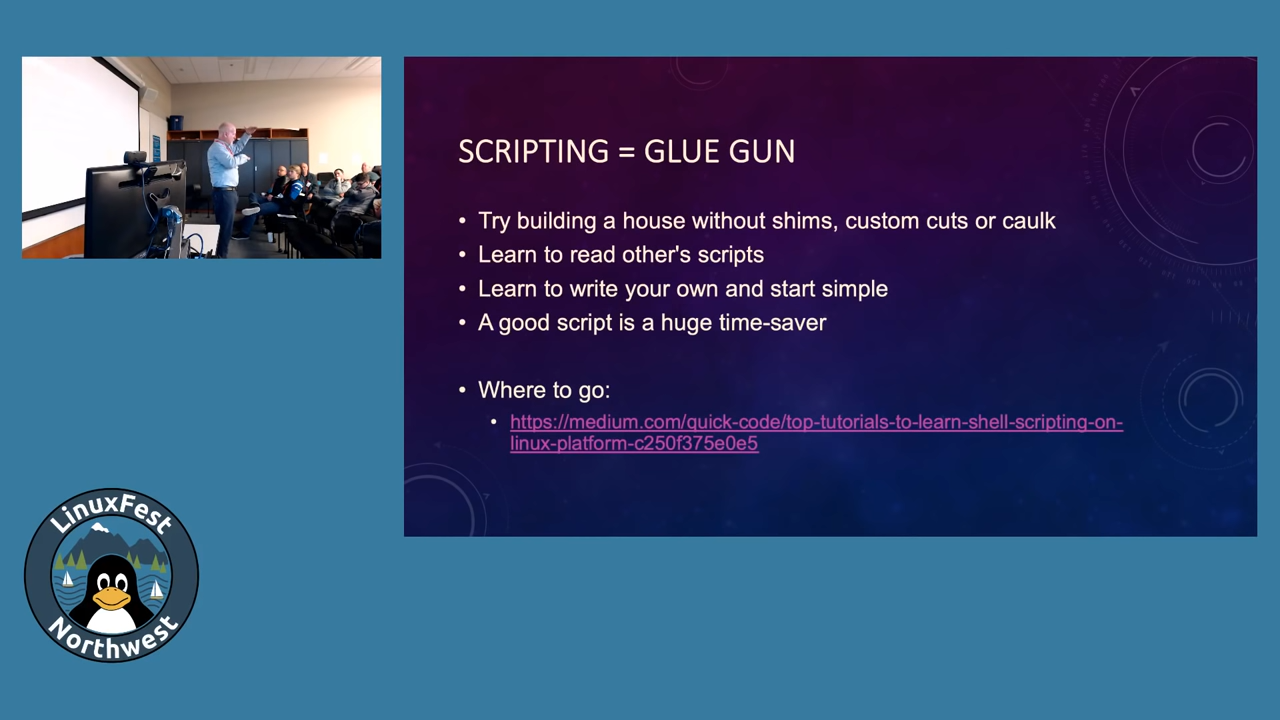 SCRIPTING = GLUE GUN
• Try building a house without shims, custom cuts or caulk
• Learn to read other's scripts
• Learn to write your own and start simple
• A good script is a huge time-saver
• Where to go:
• https://medium.com/quick-code/top-tutorials-to-learn-shell-scripting-on-
linux-platform-c250f375e0e5
LinuxFest
Northwest